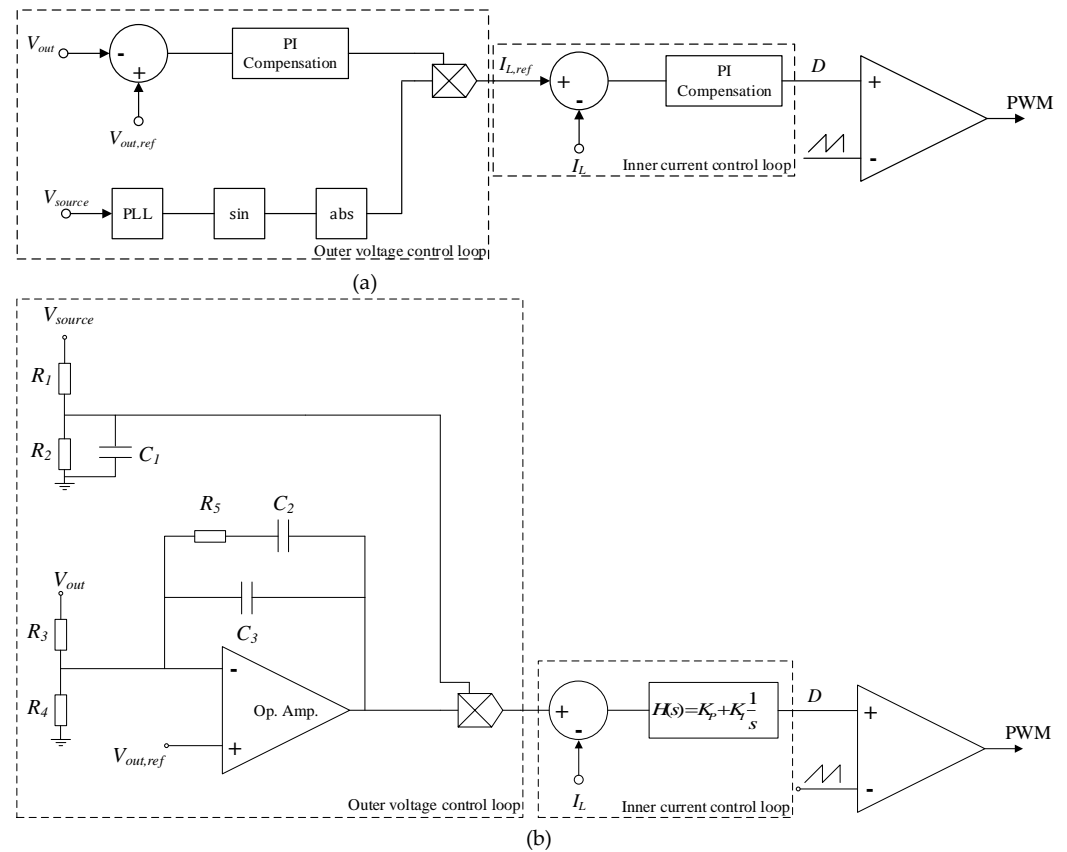 V_out
-
+
V_out,ref
PI
Compensation
V_source
PLL
sin
abs
Outer voltage control loop
I_L,ref
+
-
I_L
PI
Compensation
Inner current control loop
D
+
-
PWM
(a)
V_source
R_1
R_2
C_1
R_5
C_2
C_3
V_out
R_3
R_4
-
Op. Amp.
+
V_out,ref
Outer voltage control loop
+
-
I_L
H(s)=K_P+K_I 1/s
Inner current control loop
D
+
-
PWM
(b)